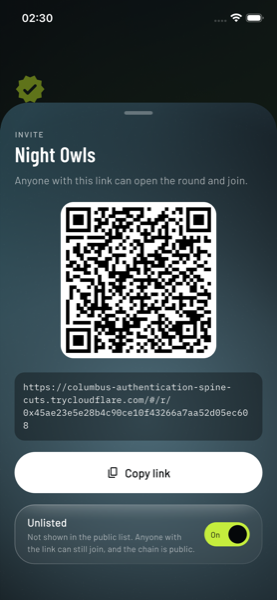 02:30
INVITE
Night Owls
Anyone with this link can open the round and join.
https://columbus-authentication-spine-
cuts.trycloudflare.com/#/r/
0x45ae23e5e28b4c90ce10f43266a7aa52d05ec60
8
Copy link
Unlisted
Not shown in the public list. Anyone with
the link can still join, and the chain is public.
On